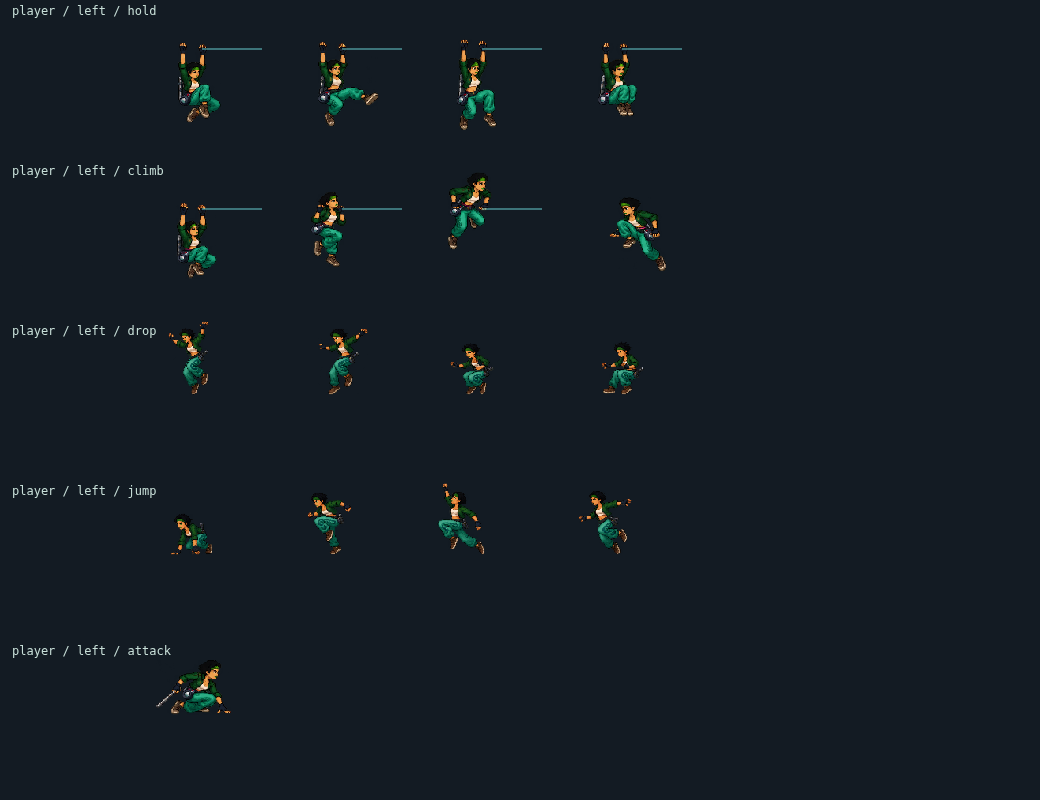 player / left / hold
player / left / climb
player / left / drop
player / left / jump
player / left / attack